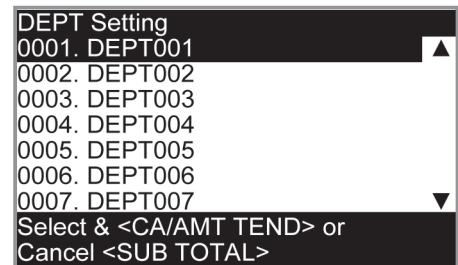 DEPT Setting
0001. DEPT001 ▲
0002. DEPT002
0003. DEPT003
0004. DEPT004
0005. DEPT005
0006. DEPT006
0007. DEPT007 ▼
Select & <CA/AMT TEND> or
Cancel <SUB TOTAL>